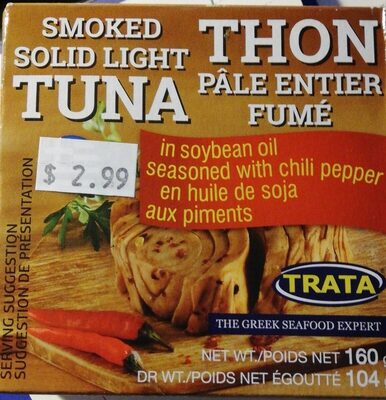 SMOKED
SOLID LIGHT
TUNA
THON
PÂLE ENTIER
FUMÉ
$ 2.99
in soybean oil
seasoned with chili pepper
en huile de soja
aux piments
SERVING SUGGESTION
SUGGESTION DE PRÉSENTATION
TRATA
THE GREEK SEAFOOD EXPERT
NET WT./POIDS NET 160 g
DR WT./POIDS NET ÉGOUTTÉ 104